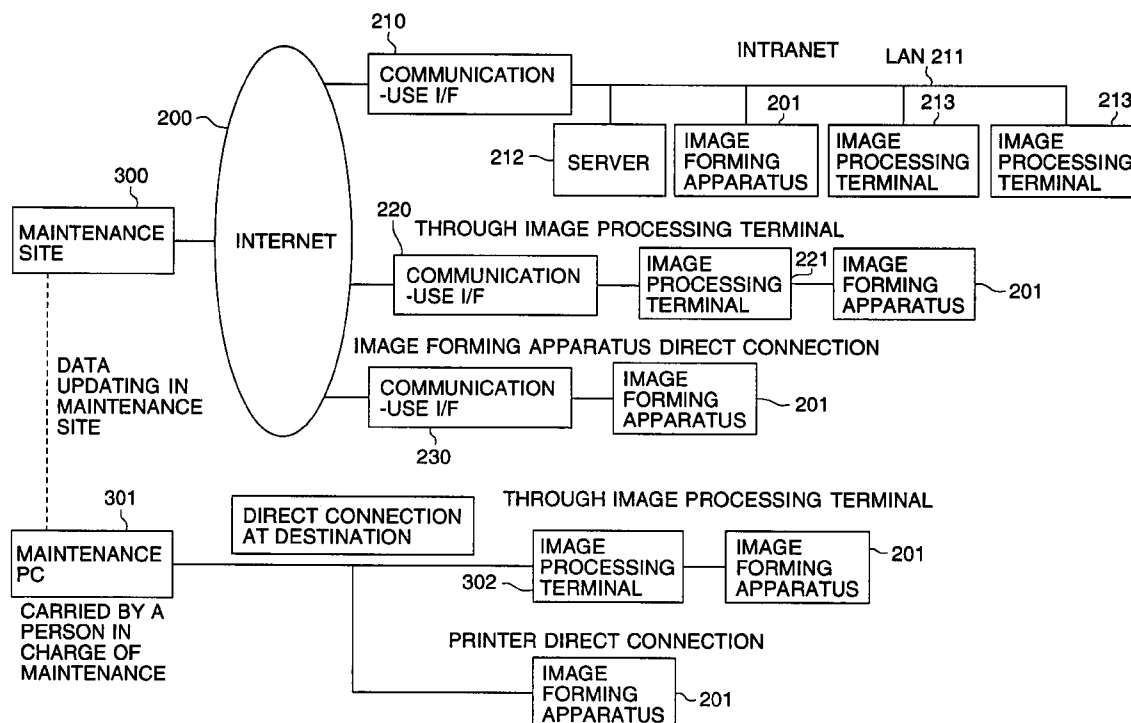 210
INTRANET
COMMUNICATION
-USE I/F
LAN 211
200
201
213
213
212
SERVER
IMAGE
FORMING
APPARATUS
IMAGE
PROCESSING
TERMINAL
IMAGE
PROCESSING
TERMINAL
300
MAINTENANCE
SITE
INTERNET
THROUGH IMAGE PROCESSING TERMINAL
220
COMMUNICATION
-USE I/F
IMAGE
PROCESSING
TERMINAL
221
IMAGE
FORMING
APPARATUS
201
IMAGE FORMING APPARATUS DIRECT CONNECTION
COMMUNICATION
-USE I/F
230
IMAGE
FORMING
APPARATUS
201
DATA
UPDATING IN
MAINTENANCE
SITE
301
MAINTENANCE
PC
CARRIED BY A
PERSON IN
CHARGE OF
MAINTENANCE
DIRECT CONNECTION
AT DESTINATION
THROUGH IMAGE PROCESSING TERMINAL
302
IMAGE
PROCESSING
TERMINAL
IMAGE
FORMING
APPARATUS
201
PRINTER DIRECT CONNECTION
IMAGE
FORMING
APPARATUS
201